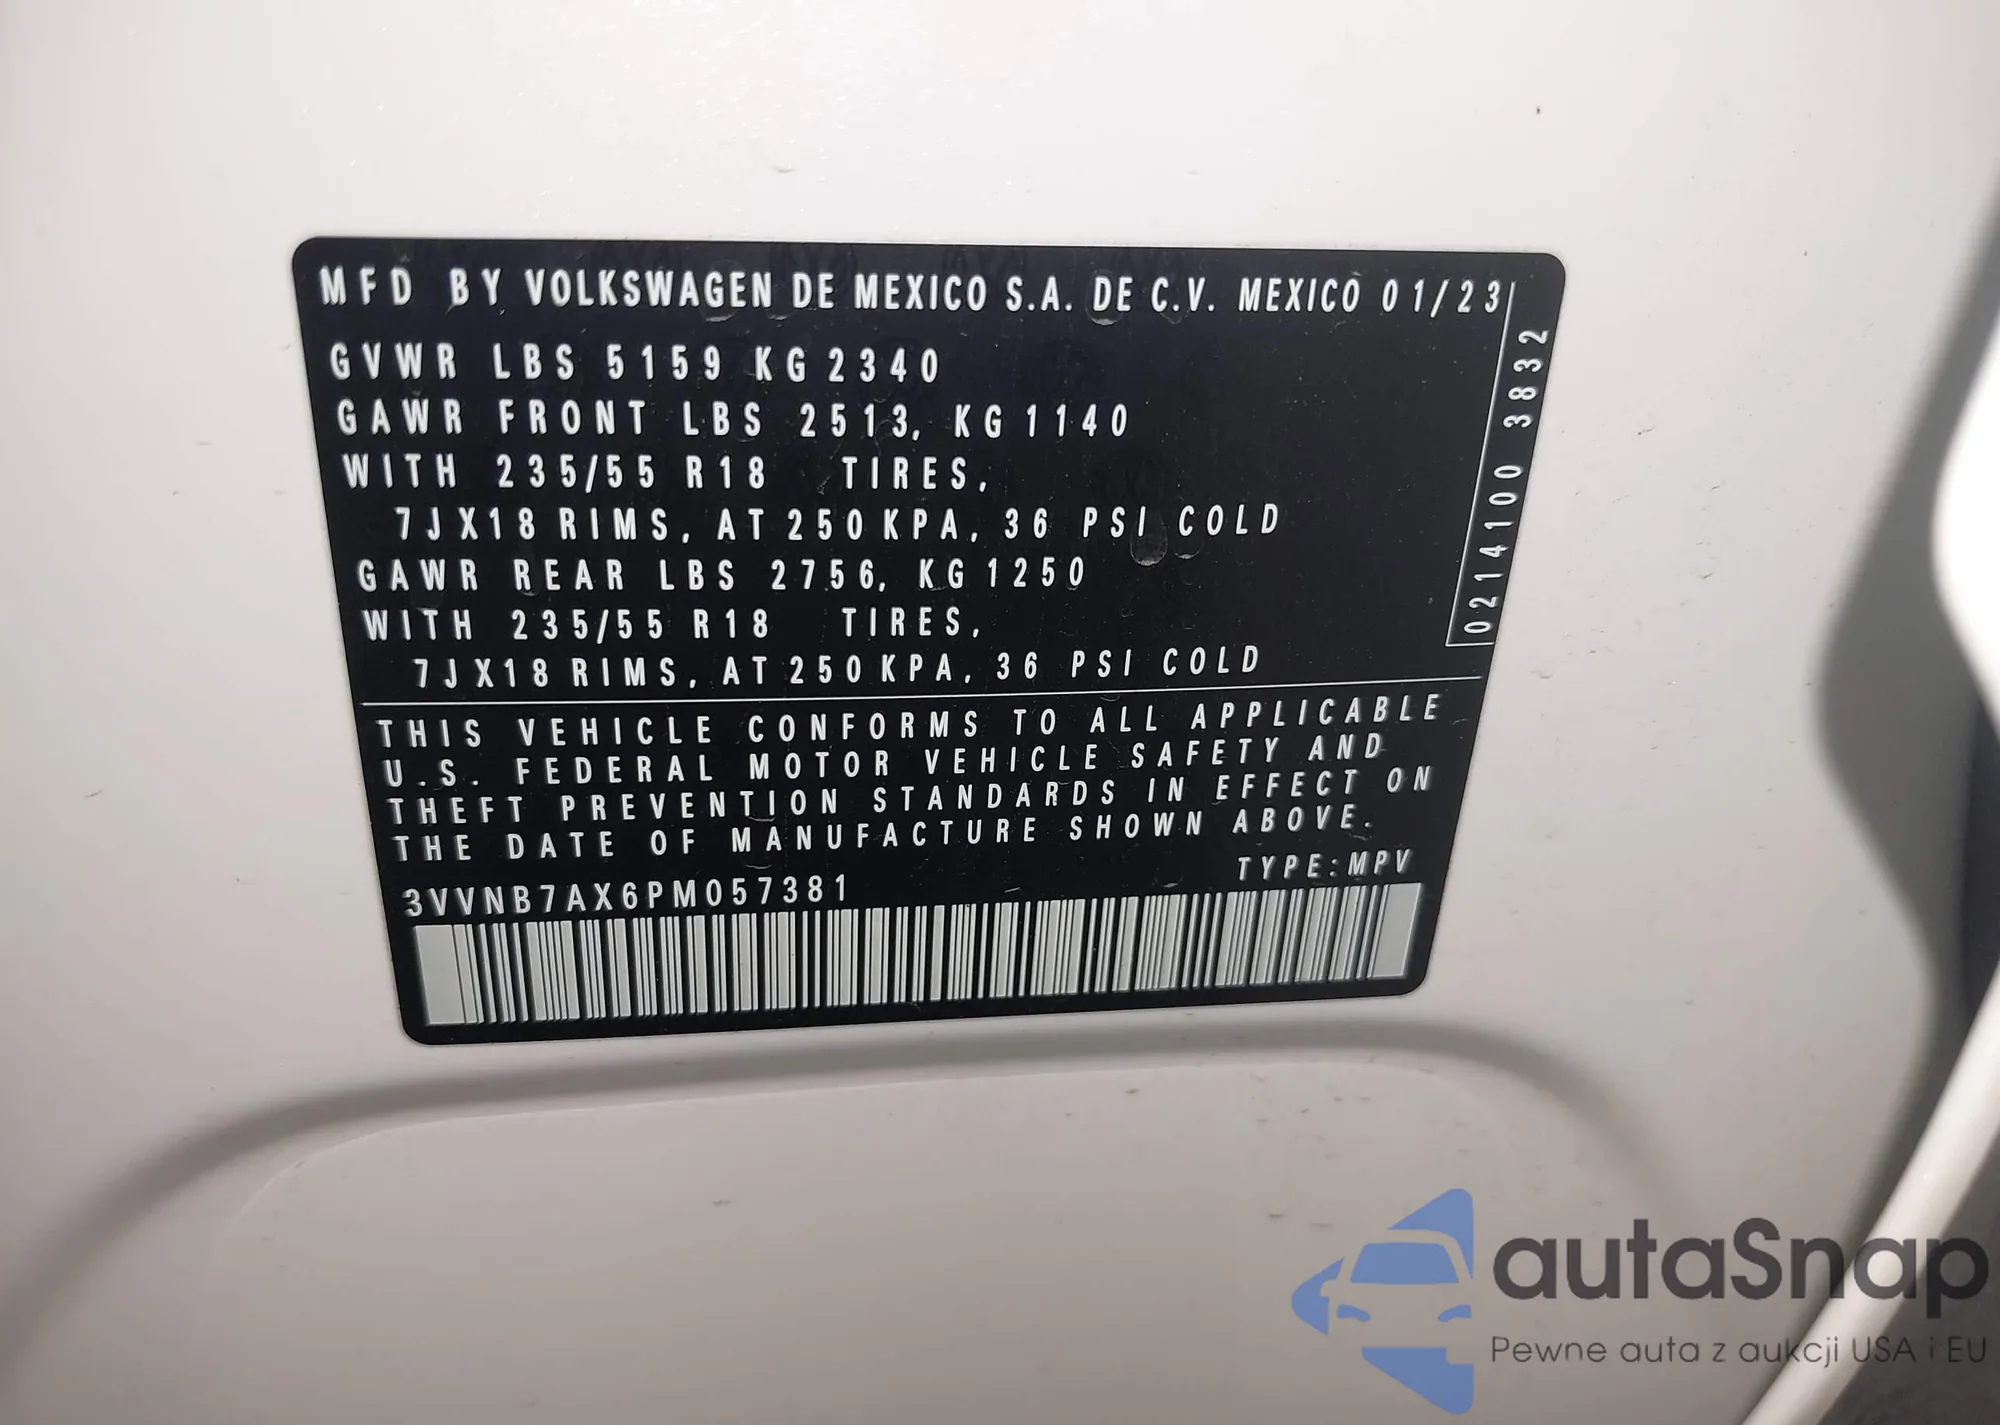 MFD BY VOLKSWAGEN DE MEXICO S.A. DE C.V. MEXICO 01/23
GVWR LBS 5159 KG 2340
GAWR FRONT LBS 2513, KG 1140
WITH 235/55 R18 TIRES,
7JX18 RIMS, AT 250 KPA, 36 PSI COLD
GAWR REAR LBS 2756, KG 1250
WITH 235/55 R18 TIRES,
7JX18 RIMS, AT 250 KPA, 36 PSI COLD
0214100 3832
THIS VEHICLE CONFORMS TO ALL APPLICABLE
U.S. FEDERAL MOTOR VEHICLE SAFETY AND
THEFT PREVENTION STANDARDS IN EFFECT ON
THE DATE OF MANUFACTURE SHOWN ABOVE.
TYPE:MPV
3VVNB7AX6PM057381
autaSnap
Pewne auta z aukcji USA i EU